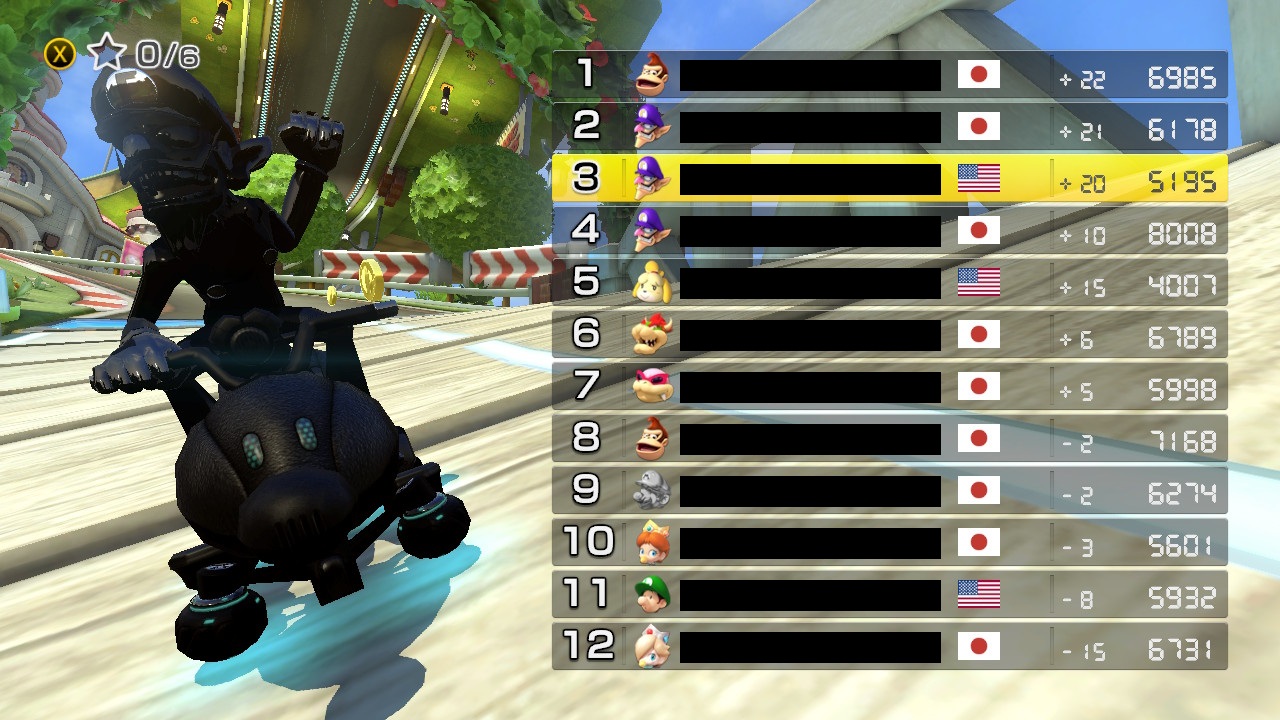 X 0/6
1 + 22 6985
2 + 21 6178
3 + 20 5195
4 + 10 8008
5 + 15 4007
6 + 6 6789
7 + 5 5998
8 - 2 7168
9 - 2 6274
10 - 3 5601
11 - 8 5932
12 - 15 6731